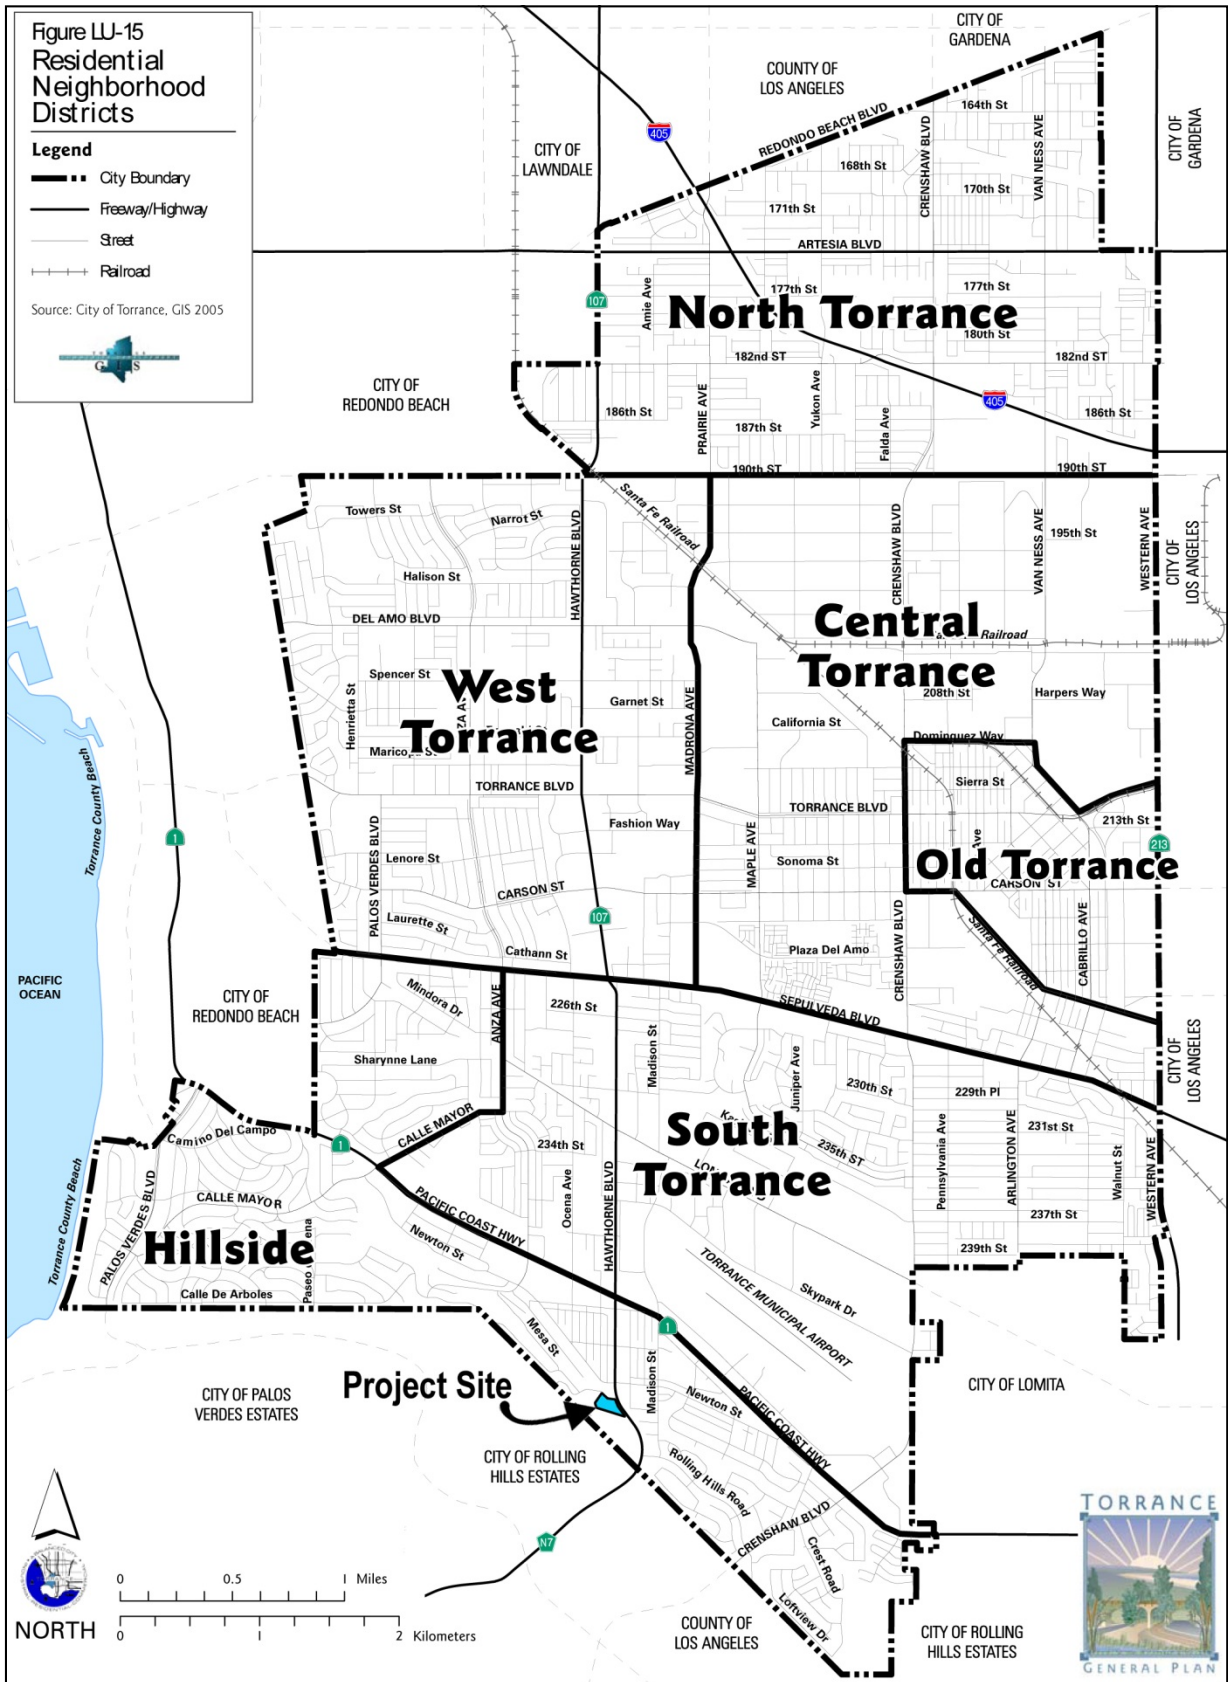 Figure LU-15
Residential
Neighborhood
Districts
Legend
City Boundary
Freeway/Highway
Street
Railroad
Source: City of Torrance, GIS 2005
GIS
CITY OF
GARDENA
COUNTY OF
LOS ANGELES
164th St
REDONDO BEACH BLVD
405
CITY OF
LAWNDALE
CRENSHAW BLVD
VAN NESS AVE
CITY OF
GARDENA
168th St
170th St
171th St
ARTESIA BLVD
107
Amie Ave
177th St
177th St
North Torrance
180th St
182nd ST
182nd ST
CITY OF
REDONDO BEACH
PRAIRIE AVE
Yukon Ave
Falda Ave
405
186th St
186th St
187th St
190th ST
190th ST
Towers St
Narrot St
Santa Fe Railroad
HAWTHORNE BLVD
CRENSHAW BLVD
VAN NESS AVE
195th St
WESTERN AVE
CITY OF
LOS ANGELES
Halison St
DEL AMO BLVD
Central
Torrance
Railroad
Spencer St
West
Torrance
Henrietta St
Garnet St
MADRONA AVE
208th St
Harpers Way
California St
Maricopa St
Dominguez Way
TORRANCE BLVD
Sierra St
TORRANCE BLVD
213th St
Fashion Way
Torrance County Beach
1
PALOS VERDES BLVD
MAPLE AVE
Ave
213
Lenore St
Sonoma St
Old Torrance
CARSON ST
CARSON ST
107
Laurette St
CRENSHAW BLVD
Santa Fe Railroad
CABRILLO AVE
Cathann St
Plaza Del Amo
PACIFIC
OCEAN
CITY OF
REDONDO BEACH
Mindora Dr
ANZA AVE
226th St
SEPULVEDA BLVD
Madison St
CITY OF
LOS ANGELES
Sharynne Lane
Juniper Ave
230th St
229th Pl
CALLE MAYOR
Camino Del Campo
1
234th St
South
Torrance
235th ST
Pennsylvania Ave
ARLINGTON AVE
231st St
Walnut St
WESTERN AVE
Torrance County Beach
PALOS VERDES BLVD
CALLE MAYOR
PACIFIC COAST HWY
Ocena Ave
HAWTHORNE BLVD
237th St
Hillside
Paseo
Newton St
239th St
TORRANCE MUNICIPAL AIRPORT
Skypark Dr
Calle De Arboles
1
Mesa St
Madison St
Project Site
CITY OF PALOS
VERDES ESTATES
Newton St
PACIFIC COAST HWY
CITY OF LOMITA
CITY OF ROLLING
HILLS ESTATES
Rolling Hills Road
CRENSHAW BLVD
Crest Road
N7
Loftview Dr
COUNTY OF
LOS ANGELES
CITY OF ROLLING
HILLS ESTATES
NORTH
0 0.5 1 Miles
0 1 2 Kilometers
TORRANCE
GENERAL PLAN